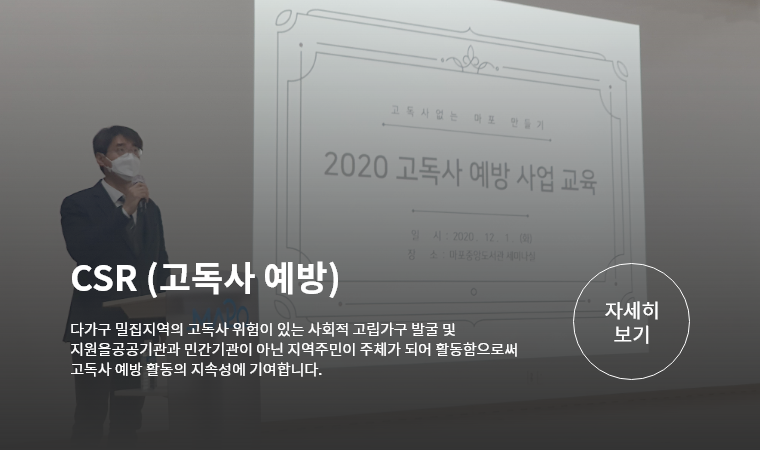 고독사 없는 마포 만들기
2020 고독사 예방 사업 교육
일 시 : 2020. 12. 1. (화)
장 소 : 마포중앙도서관 세미나실
CSR (고독사 예방)
다가구 밀집지역의 고독사 위험이 있는 사회적 고립가구 발굴 및
지원을공공기관과 민간기관이 아닌 지역주민이 주체가 되어 활동함으로써
고독사 예방 활동의 지속성에 기여합니다.
자세히
보기